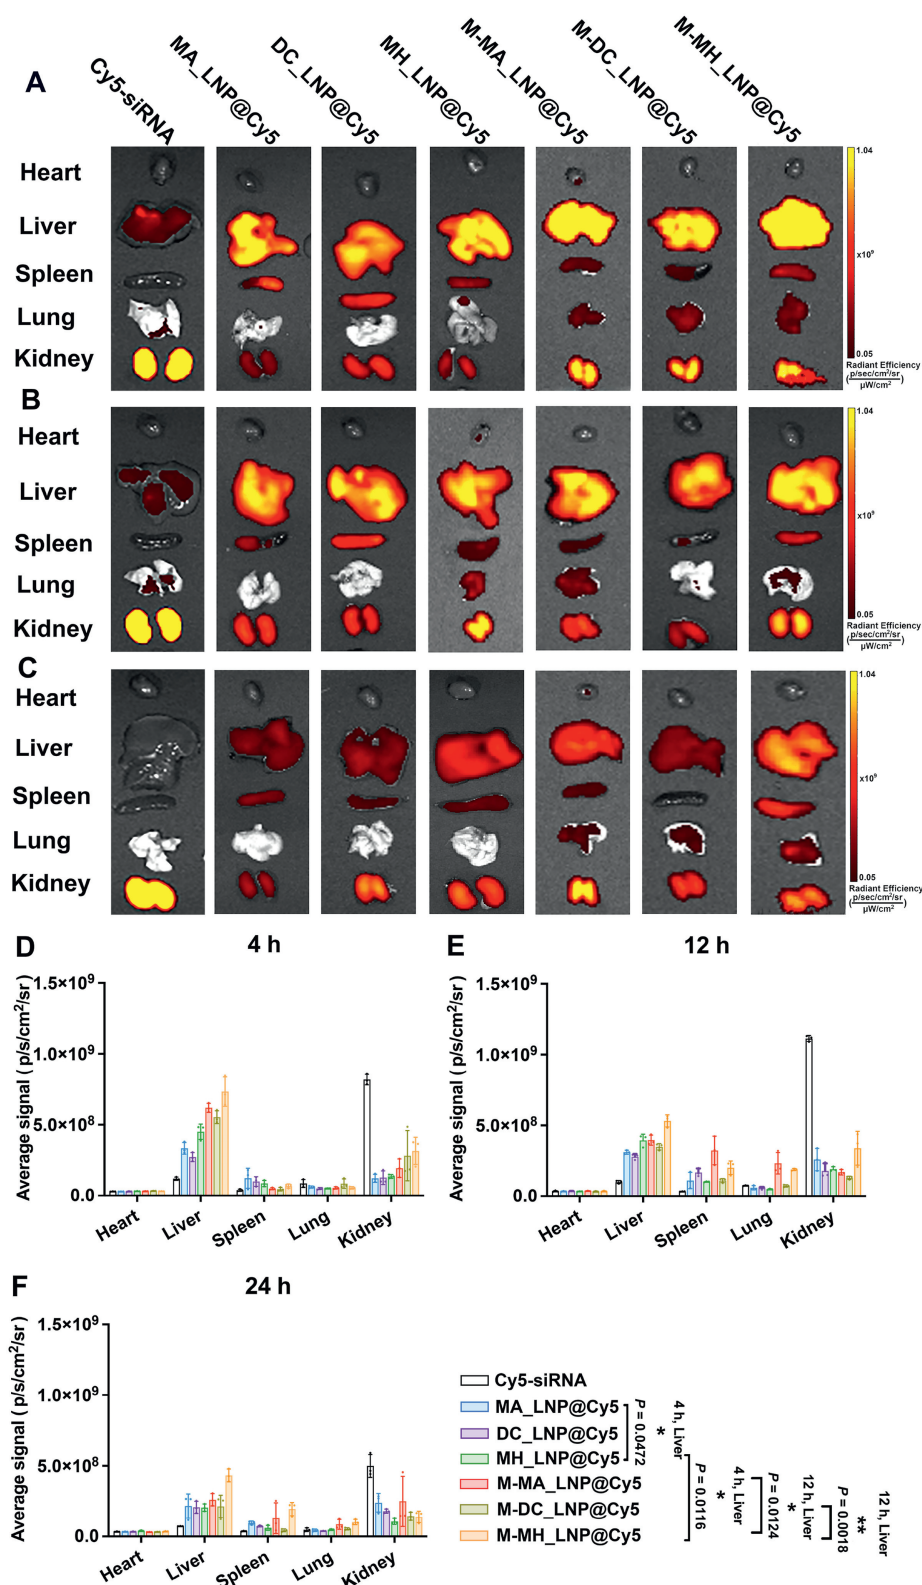 A
Cy5-siRNA
MA_LNP@Cy5
DC_LNP@Cy5
MH_LNP@Cy5
M-MA_LNP@Cy5
M-DC_LNP@Cy5
M-MH_LNP@Cy5
Heart
Liver
Spleen
Lung
Kidney
1.04
x10⁹
0.05
Radiant Efficiency
(p/sec/cm²/sr / µW/cm²)
B
Heart
Liver
Spleen
Lung
Kidney
1.04
x10⁹
0.05
Radiant Efficiency
(p/sec/cm²/sr / µW/cm²)
C
Heart
Liver
Spleen
Lung
Kidney
1.04
x10⁹
0.05
Radiant Efficiency
(p/sec/cm²/sr / µW/cm²)
D
4 h
Average signal ( p/s/cm²/sr )
1.5×10⁹
1.0×10⁹
5.0×10⁸
0.0
Heart
Liver
Spleen
Lung
Kidney
E
12 h
Average signal ( p/s/cm²/sr )
1.5×10⁹
1.0×10⁹
5.0×10⁸
0.0
Heart
Liver
Spleen
Lung
Kidney
F
24 h
Average signal ( p/s/cm²/sr )
1.5×10⁹
1.0×10⁹
5.0×10⁸
0.0
Heart
Liver
Spleen
Lung
Kidney
Cy5-siRNA
MA_LNP@Cy5
DC_LNP@Cy5
MH_LNP@Cy5
M-MA_LNP@Cy5
M-DC_LNP@Cy5
M-MH_LNP@Cy5
4 h, Liver
*
P = 0.0472
4 h, Liver
*
P = 0.0116
12 h, Liver
*
P = 0.0124
12 h, Liver
**
P = 0.0018